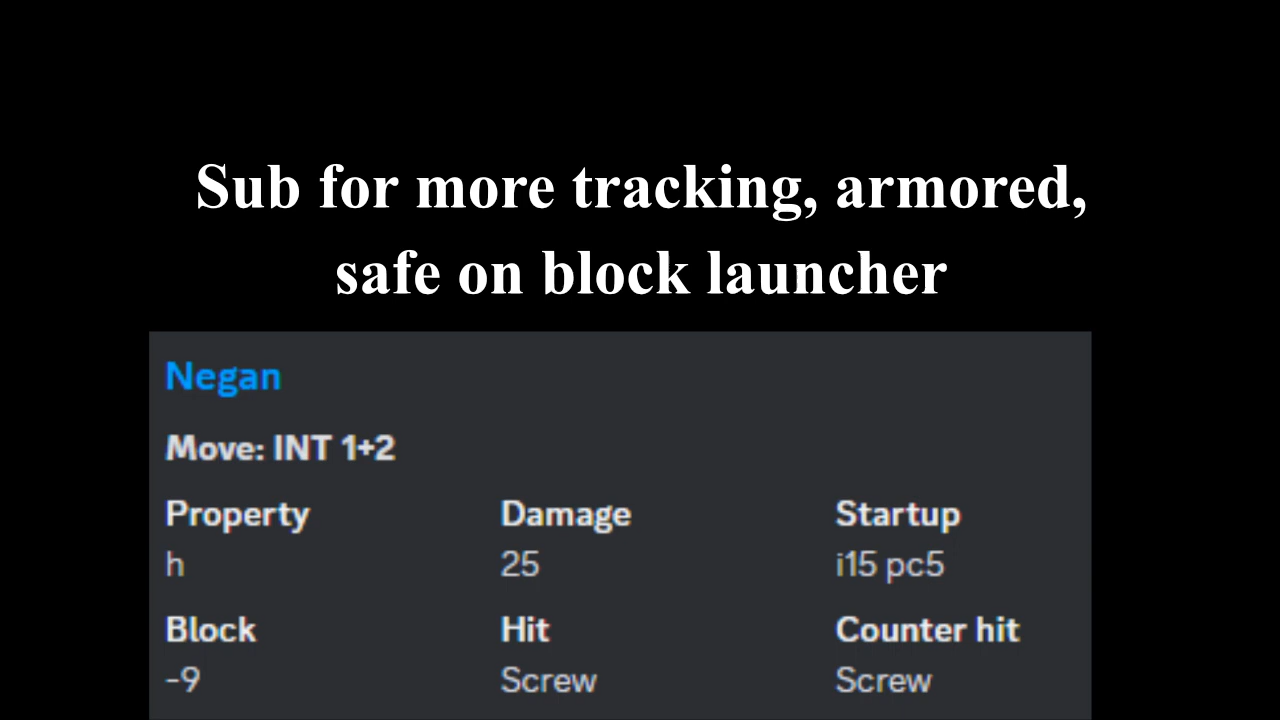 Sub for more tracking, armored,
safe on block launcher
Negan
Move: INT 1+2
Property Damage Startup
h 25 i15 pc5
Block Hit Counter hit
-9 Screw Screw